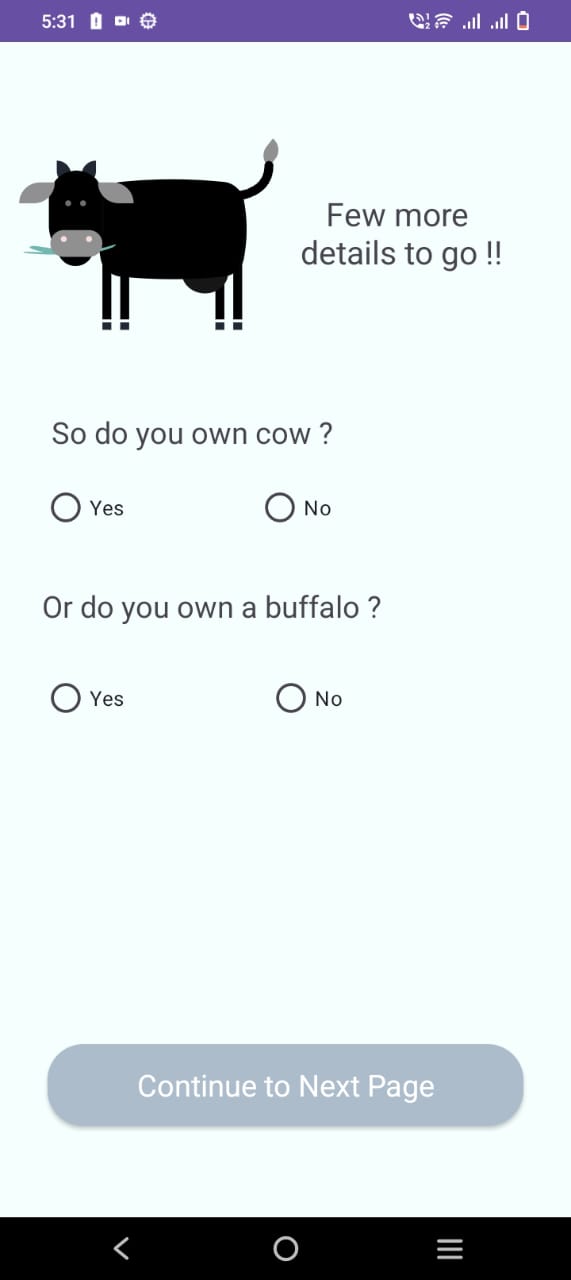 5:31
Few more
details to go !!
So do you own cow ?
Yes No
Or do you own a buffalo ?
Yes No
Continue to Next Page